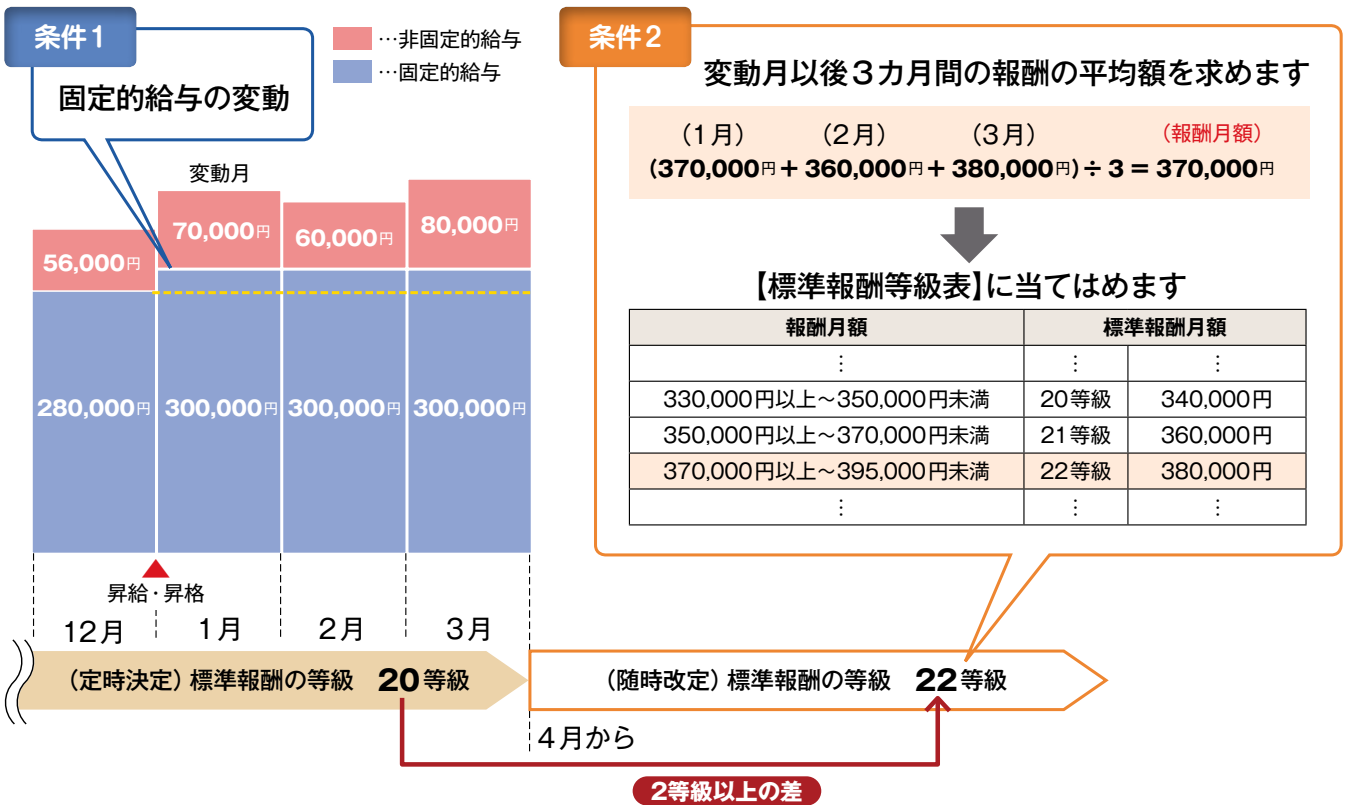 条件1
固定的給与の変動
…非固定的給与
…固定的給与
変動月
56,000円
70,000円
60,000円
80,000円
280,000円
300,000円
300,000円
300,000円
昇給・昇格
12月
1月
2月
3月
(定時決定)標準報酬の等級 20等級
条件2
変動月以後3カ月間の報酬の平均額を求めます
(1月) (2月) (3月) (報酬月額)
(370,000円+360,000円+380,000円)÷3=370,000円
【標準報酬等級表】に当てはめます
報酬月額 標準報酬月額
⋮ ⋮ ⋮
330,000円以上~350,000円未満 20等級 340,000円
350,000円以上~370,000円未満 21等級 360,000円
370,000円以上~395,000円未満 22等級 380,000円
⋮ ⋮ ⋮
(随時改定)標準報酬の等級 22等級
4月から
2等級以上の差